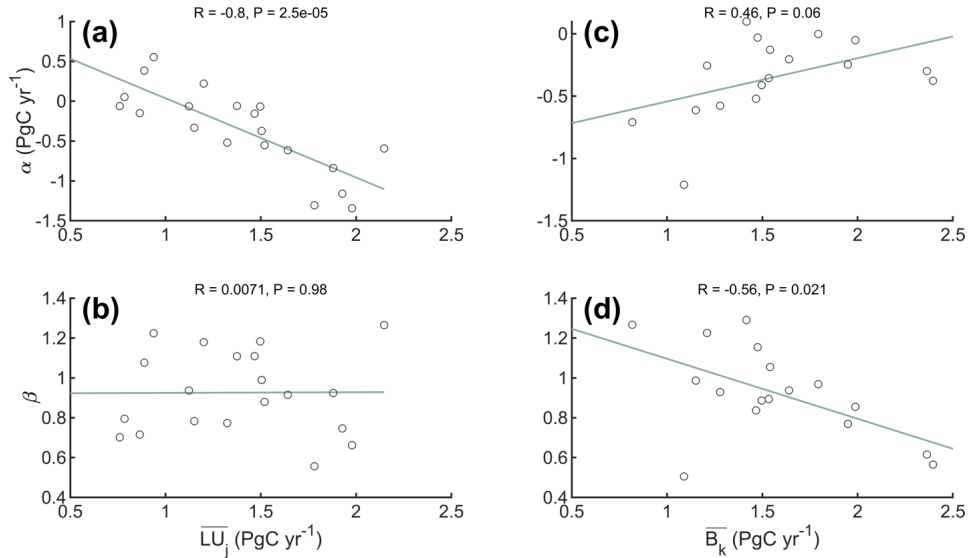 R = -0.8, P = 2.5e-05
(a)
1
0.5
0
-0.5
-1
-1.5
α (PgC yr⁻¹)
0.5 1 1.5 2 2.5
R = 0.46, P = 0.06
(c)
0
-0.5
-1
-1.5
0.5 1 1.5 2 2.5
R = 0.0071, P = 0.98
(b)
1.4
1.2
1
0.8
0.6
0.4
β
0.5 1 1.5 2 2.5
L̅U̅ⱼ (PgC yr⁻¹)
R = -0.56, P = 0.021
(d)
1.4
1.2
1
0.8
0.6
0.4
0.5 1 1.5 2 2.5
B̅ₖ (PgC yr⁻¹)